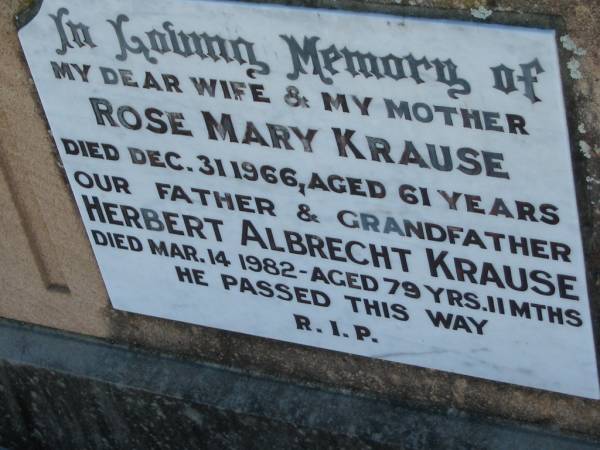 In Loving Memory of
MY DEAR WIFE & MY MOTHER
ROSE MARY KRAUSE
DIED DEC. 31 1966, AGED 61 YEARS
OUR FATHER & GRANDFATHER
HERBERT ALBRECHT KRAUSE
DIED MAR. 14 1982 - AGED 79 YRS. 11 MTHS
HE PASSED THIS WAY
R. I. P.